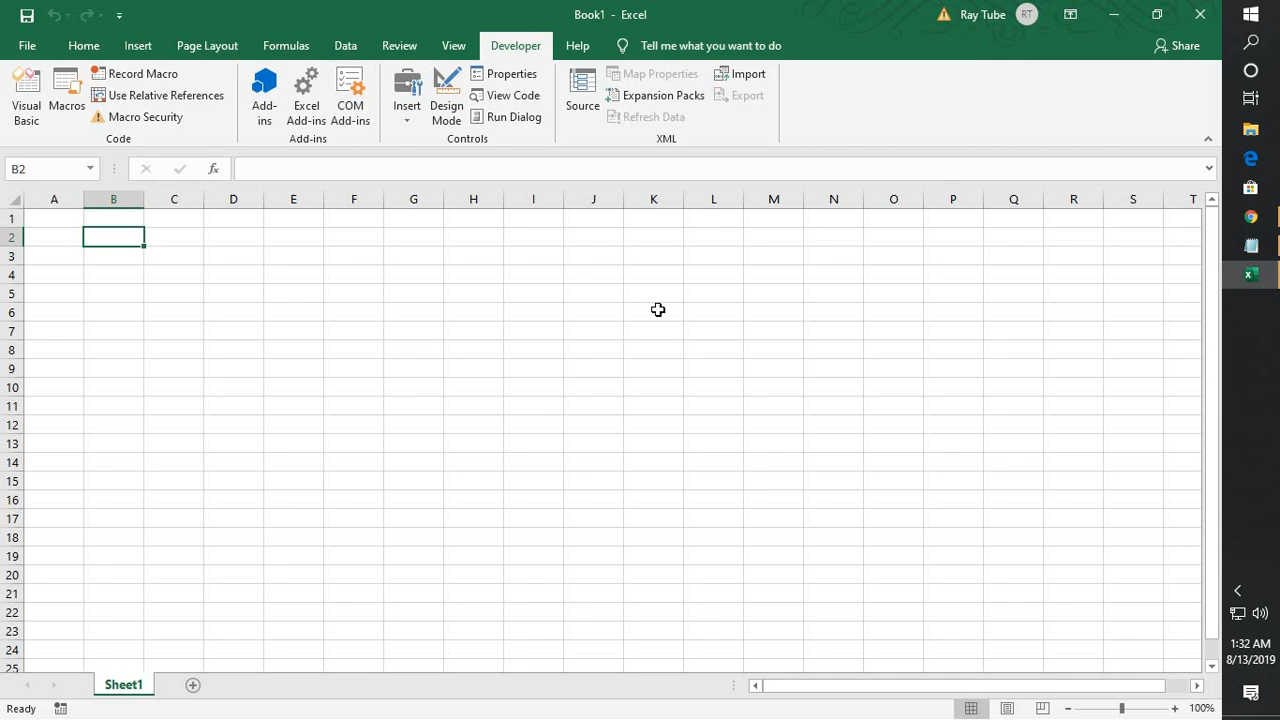 Book1 - Excel
Ray Tube
RT
File Home Insert Page Layout Formulas Data Review View Developer Help Tell me what you want to do Share
Visual Basic
Macros
Record Macro
Use Relative References
Macro Security
Code
Add-ins
Excel Add-ins
COM Add-ins
Add-ins
Insert
Design Mode
Properties
View Code
Run Dialog
Controls
Source
Map Properties
Expansion Packs
Refresh Data
Import
Export
XML
B2
fx
A B C D E F G H I J K L M N O P Q R S T
1
2
3
4
5
6
7
8
9
10
11
12
13
14
15
16
17
18
19
20
21
22
23
24
25
Sheet1
Ready
100%
1:32 AM
8/13/2019